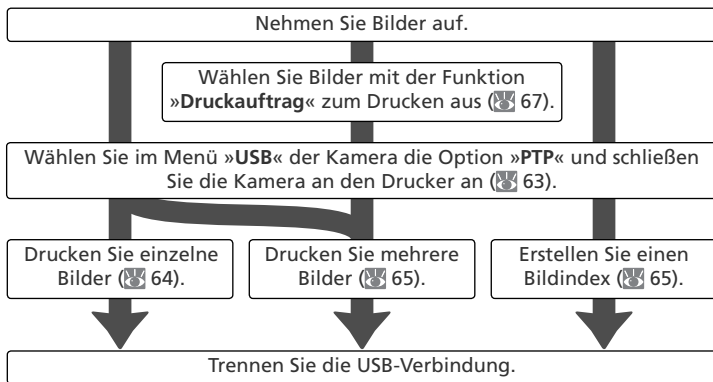 Nehmen Sie Bilder auf.
Wählen Sie Bilder mit der Funktion
»Druckauftrag« zum Drucken aus ( 67).
Wählen Sie im Menü »USB« der Kamera die Option »PTP« und schließen
Sie die Kamera an den Drucker an ( 63).
Drucken Sie einzelne
Bilder ( 64).
Drucken Sie mehrere
Bilder ( 65).
Erstellen Sie einen
Bildindex ( 65).
Trennen Sie die USB-Verbindung.